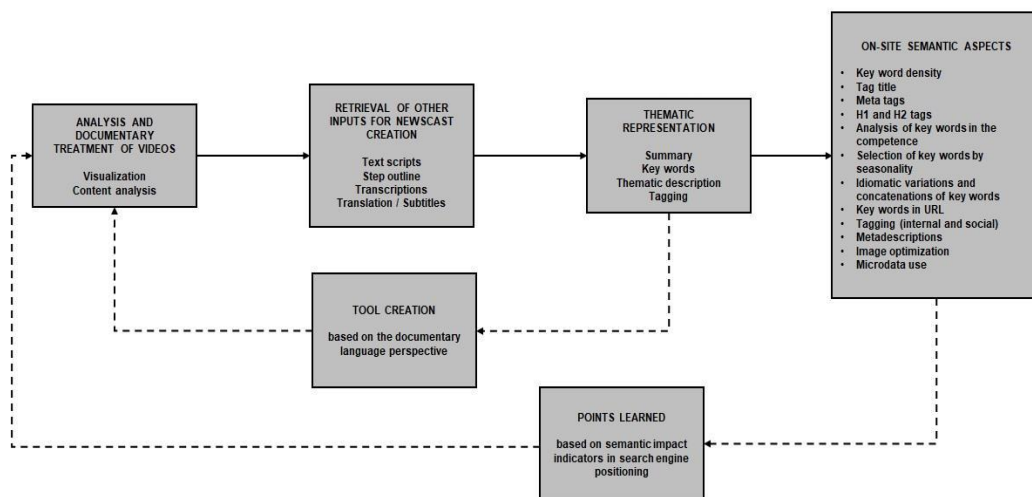 ANALYSIS AND
DOCUMENTARY
TREATMENT OF VIDEOS
Visualization
Content analysis
RETRIEVAL OF OTHER
INPUTS FOR NEWSCAST
CREATION
Text scripts
Step outline
Transcriptions
Translation / Subtitles
THEMATIC
REPRESENTATION
Summary
Key words
Thematic description
Tagging
ON-SITE SEMANTIC ASPECTS
• Key word density
• Tag title
• Meta tags
• H1 and H2 tags
• Analysis of key words in the
competence
• Selection of key words by
seasonality
• Idiomatic variations and
concatenations of key words
• Key words in URL
• Tagging (internal and social)
• Metadescriptions
• Image optimization
• Microdata use
TOOL CREATION
based on the documentary
language perspective
POINTS LEARNED
based on semantic impact
indicators in search engine
positioning